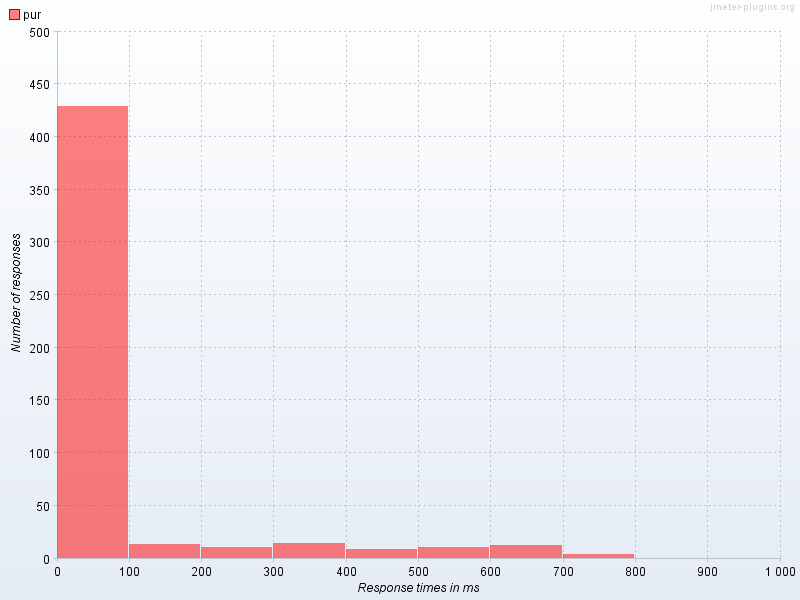 pur
jmeter-plugins.org
500
450
400
350
300
250
200
150
100
50
0
Number of responses
0 100 200 300 400 500 600 700 800 900 1 000
Response times in ms